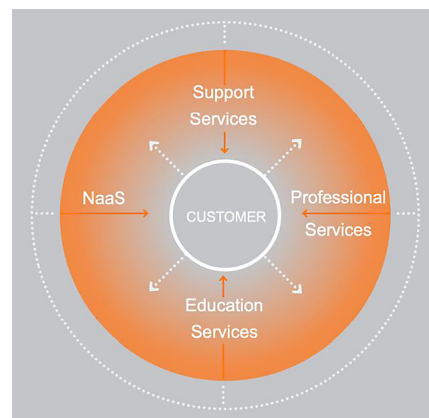 Support
Services
NaaS
CUSTOMER
Professional
Services
Education
Services